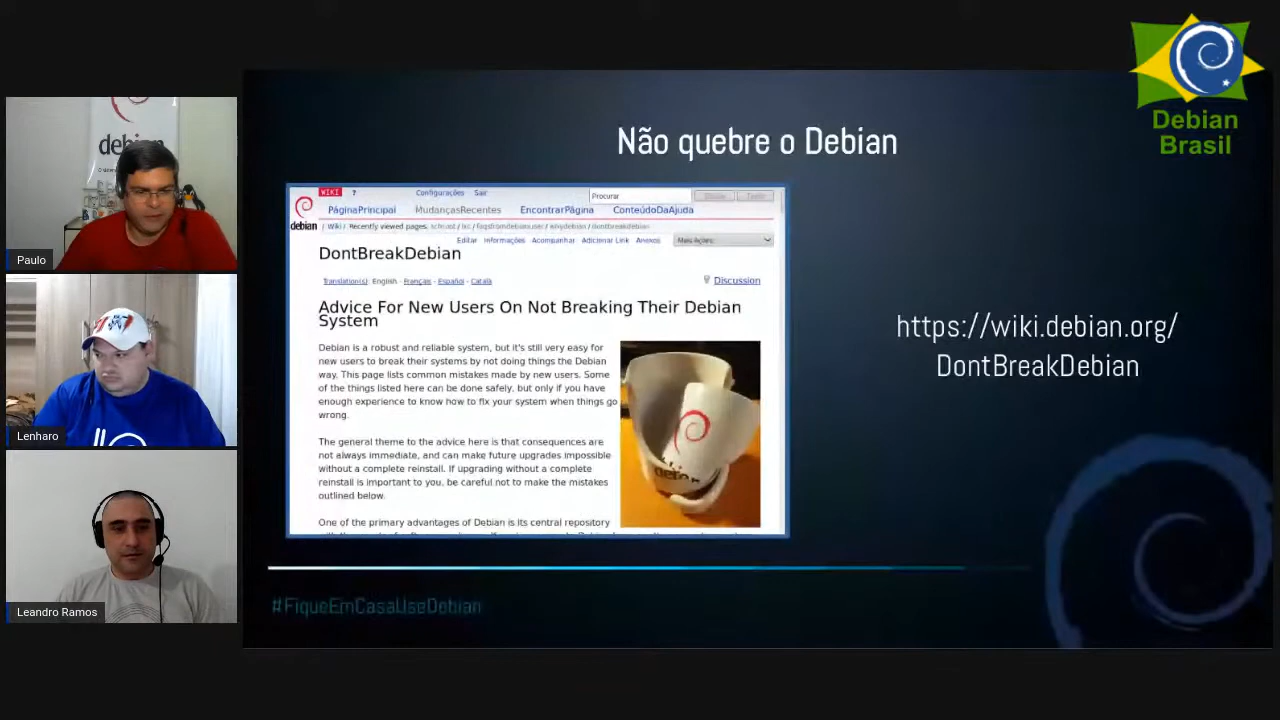 debian
Paulo
Lenharo
Leandro Ramos
Debian
Brasil
Não quebre o Debian
WIKI ? Configurações Sair Procurar
PáginaPrincipal MudançasRecentes EncontrarPágina ConteúdoDaAjuda
debian / Wiki / Recently viewed pages: / dontbreakdebian
Editar Informações Acompanhar Adicionar Link Anexos Mais Ações:
DontBreakDebian
Translation(s): English - Français - Español - Català
Discussion
Advice For New Users On Not Breaking Their Debian
System
Debian is a robust and reliable system, but it's still very easy for
new users to break their systems by not doing things the Debian
way. This page lists common mistakes made by new users. Some
of the things listed here can be done safely, but only if you have
enough experience to know how to fix your system when things go
wrong.
The general theme to the advice here is that consequences are
not always immediate, and can make future upgrades impossible
without a complete reinstall. If upgrading without a complete
reinstall is important to you, be careful not to make the mistakes
outlined below.
One of the primary advantages of Debian is its central repository
https://wiki.debian.org/
DontBreakDebian
#FiqueEmCasaUseDebian